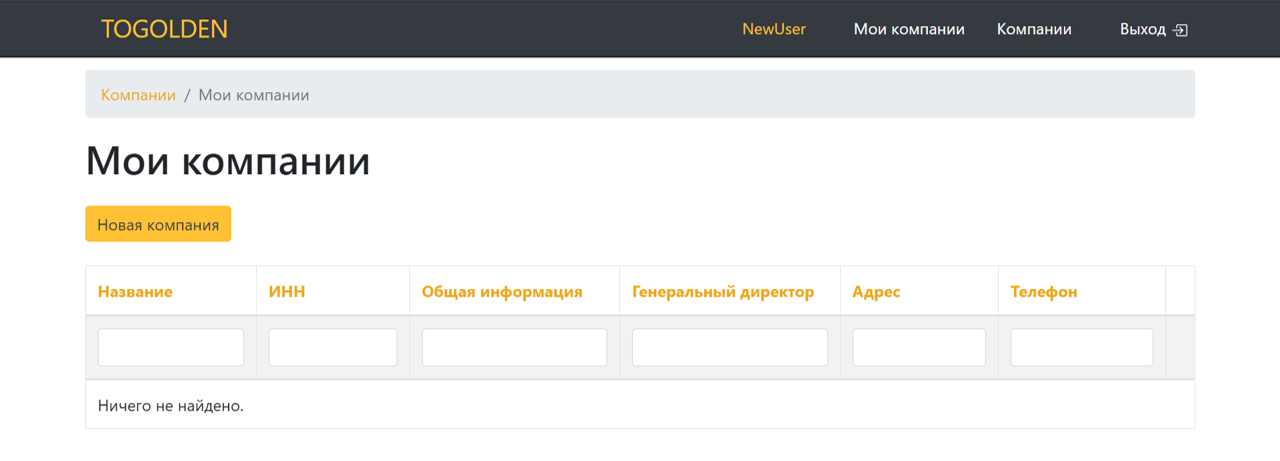 TOGOLDEN NewUser Мои компании Компании Выход
Компании / Мои компании
Мои компании
Новая компания
Название ИНН Общая информация Генеральный директор Адрес Телефон
Ничего не найдено.